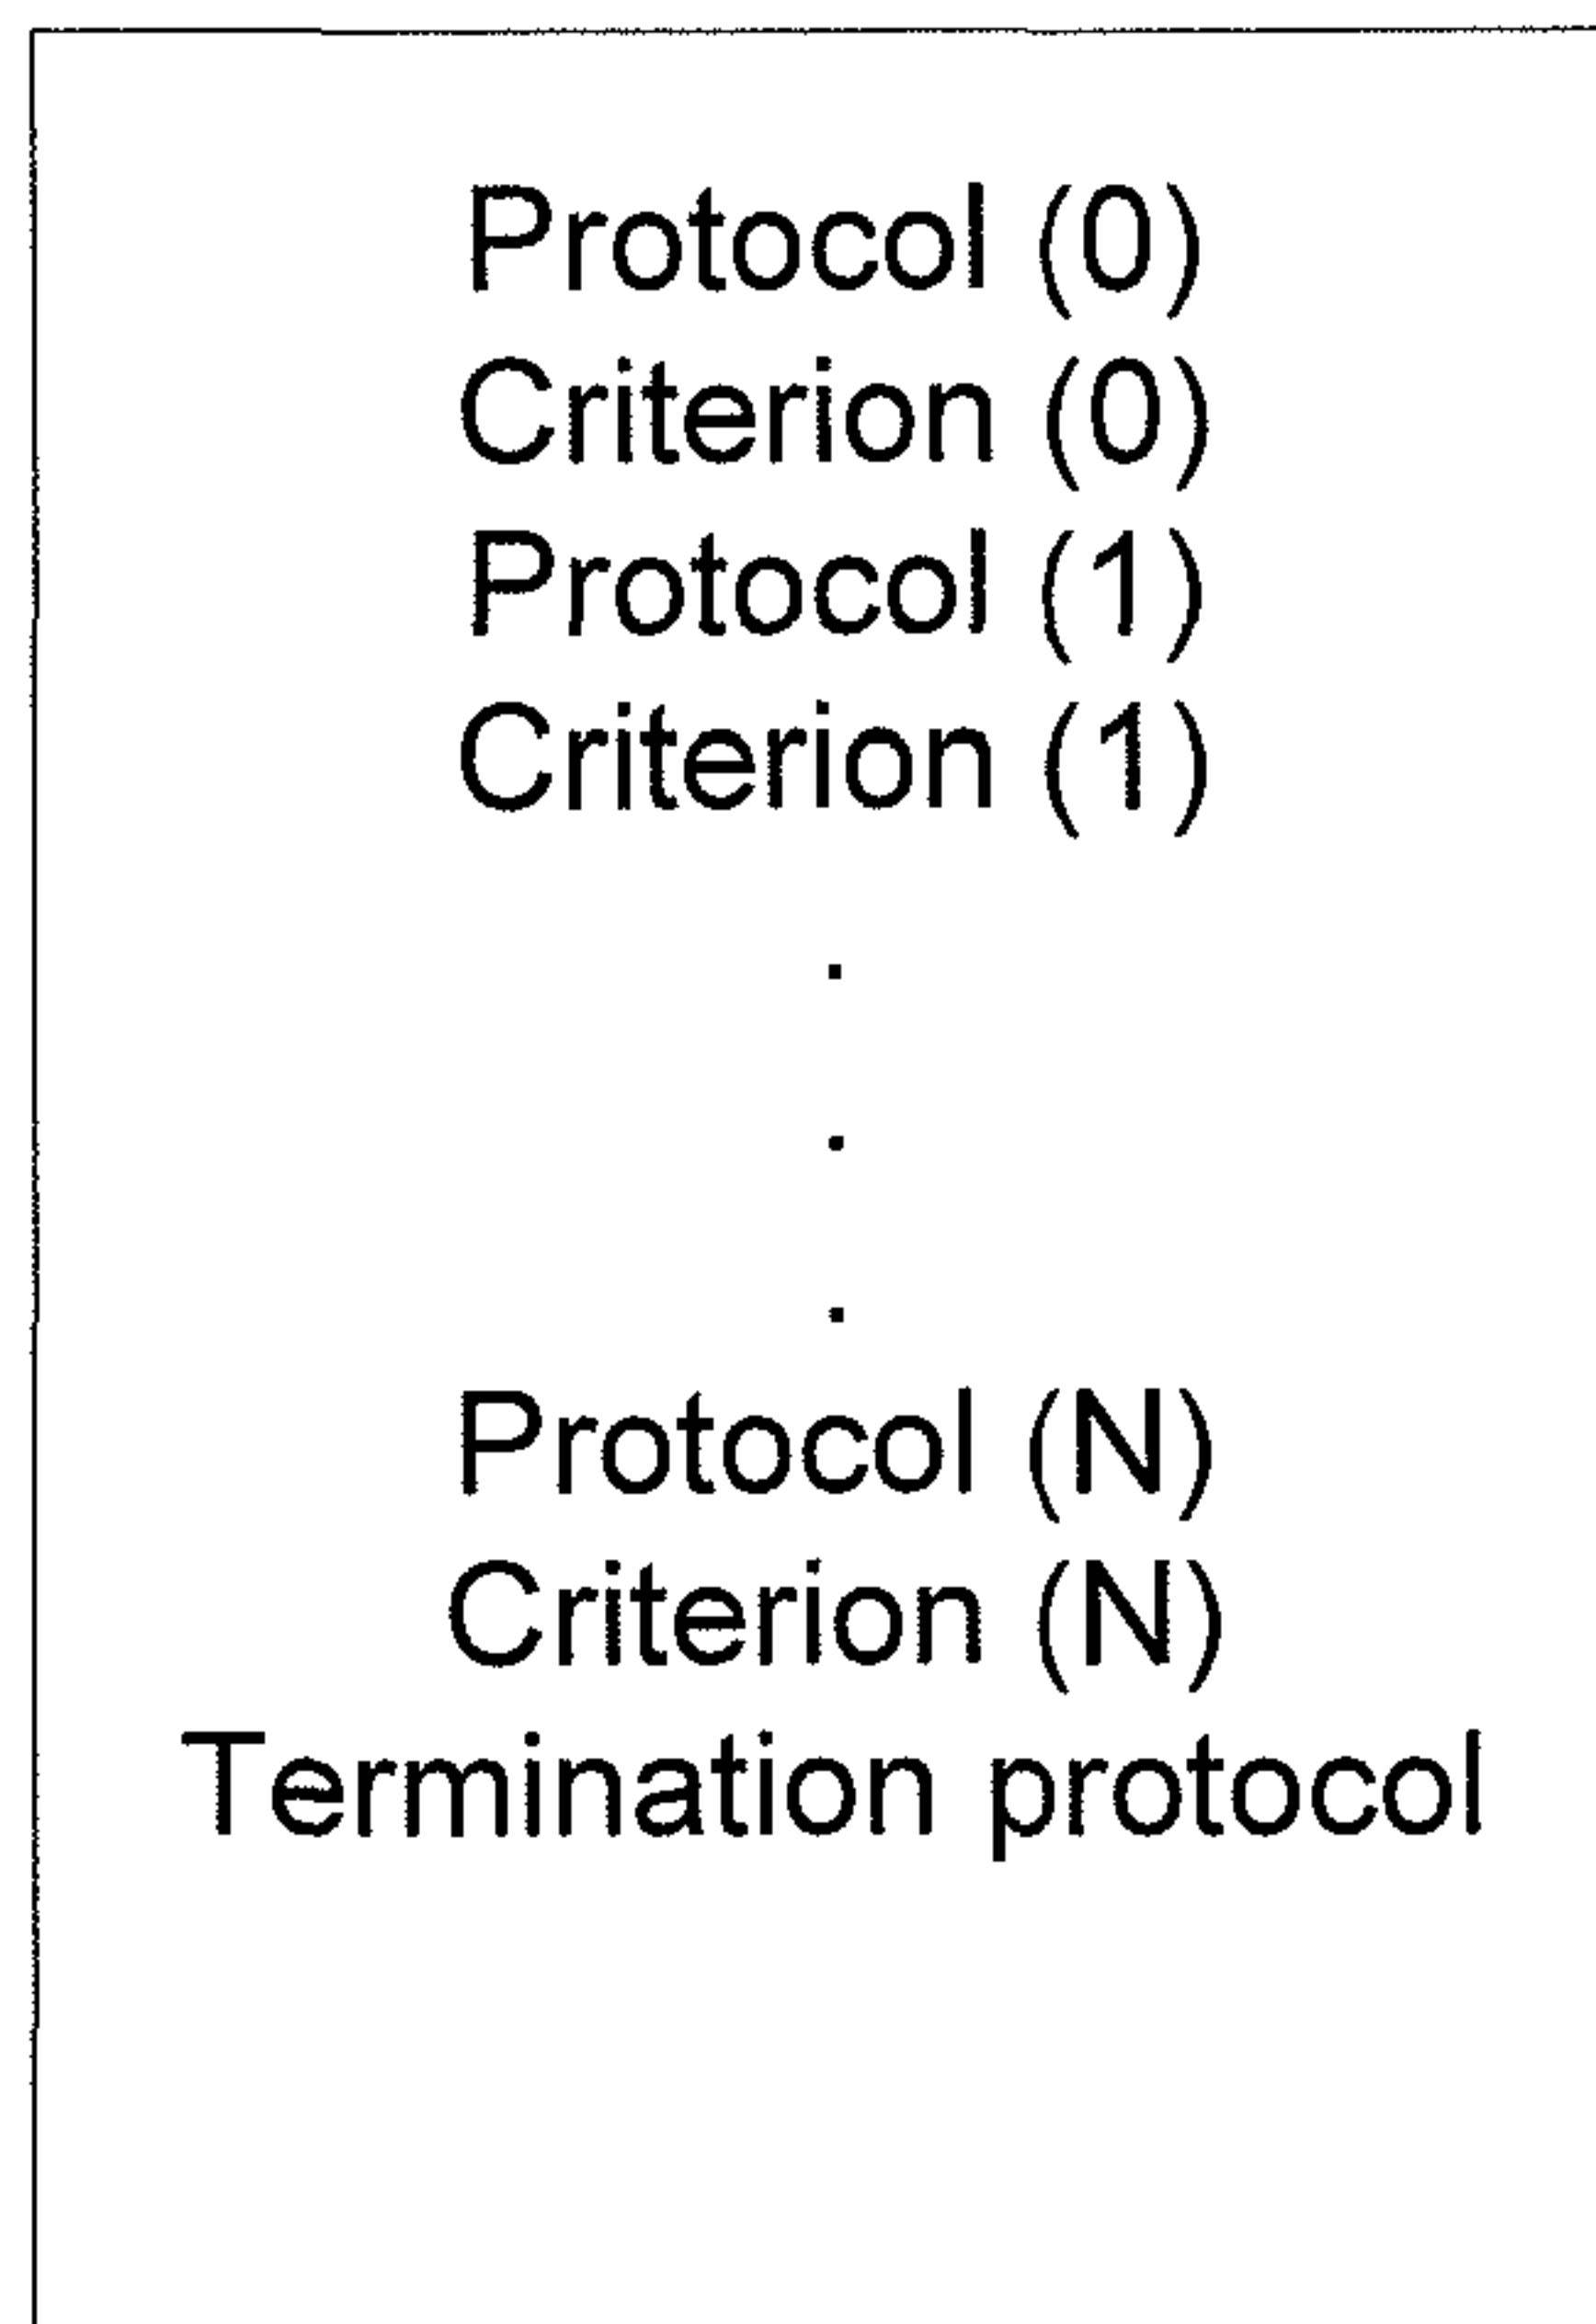 Protocol (0)
Criterion (0)
Protocol (1)
Criterion (1)
.
.
.
Protocol (N)
Criterion (N)
Termination protocol